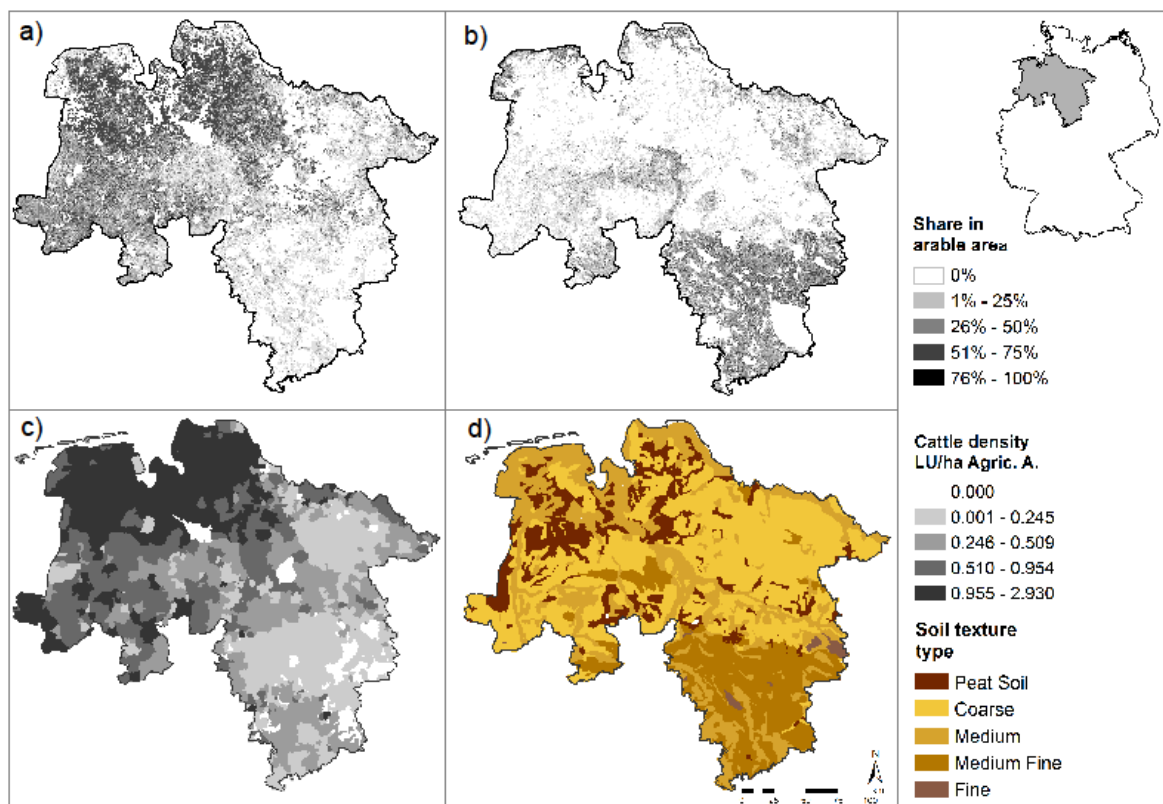 a)
b)
Share in
arable area
0%
1% - 25%
26% - 50%
51% - 75%
76% - 100%
c)
d)
Cattle density
LU/ha Agric. A.
0.000
0.001 - 0.245
0.246 - 0.509
0.510 - 0.954
0.955 - 2.930
Soil texture
type
Peat Soil
Coarse
Medium
Medium Fine
Fine
N